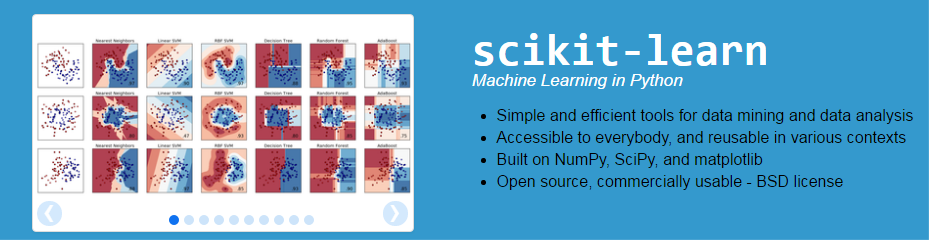 Nearest Neighbors Linear SVM RBF SVM Decision Tree Random Forest AdaBoost
scikit-learn
Machine Learning in Python
Simple and efficient tools for data mining and data analysis
Accessible to everybody, and reusable in various contexts
Built on NumPy, SciPy, and matplotlib
Open source, commercially usable - BSD license